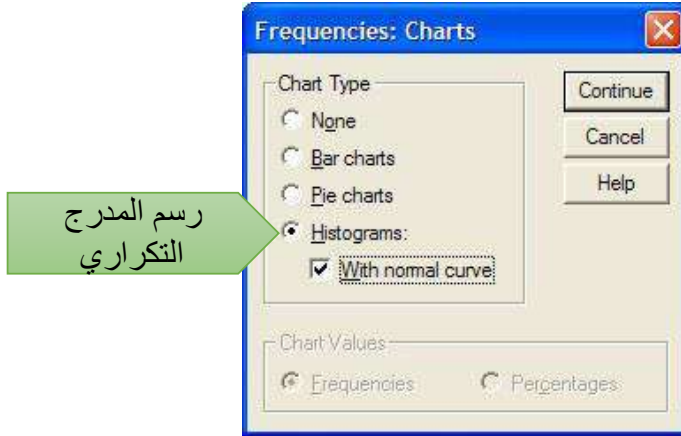 Frequencies: Charts
Chart Type
None
Bar charts
Pie charts
Histograms:
With normal curve
Continue
Cancel
Help
رسم المدرج
التكراري
Chart Values
Frequencies
Percentages